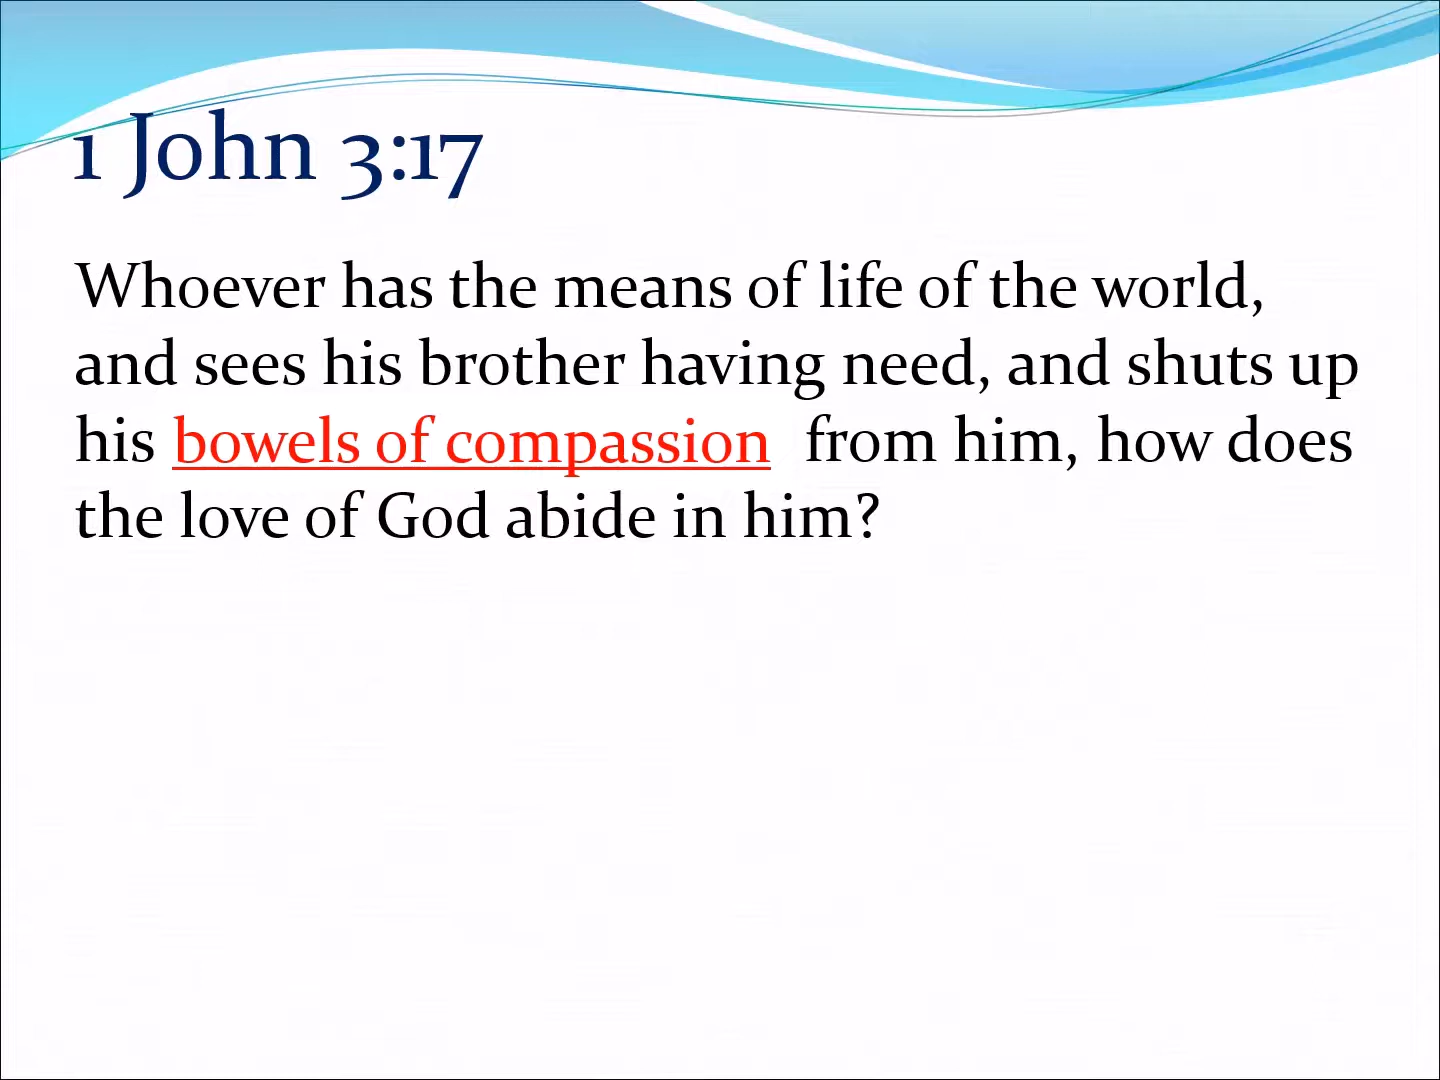 1 John 3:17
Whoever has the means of life of the world,
and sees his brother having need, and shuts up
his bowels of compassion from him, how does
the love of God abide in him?